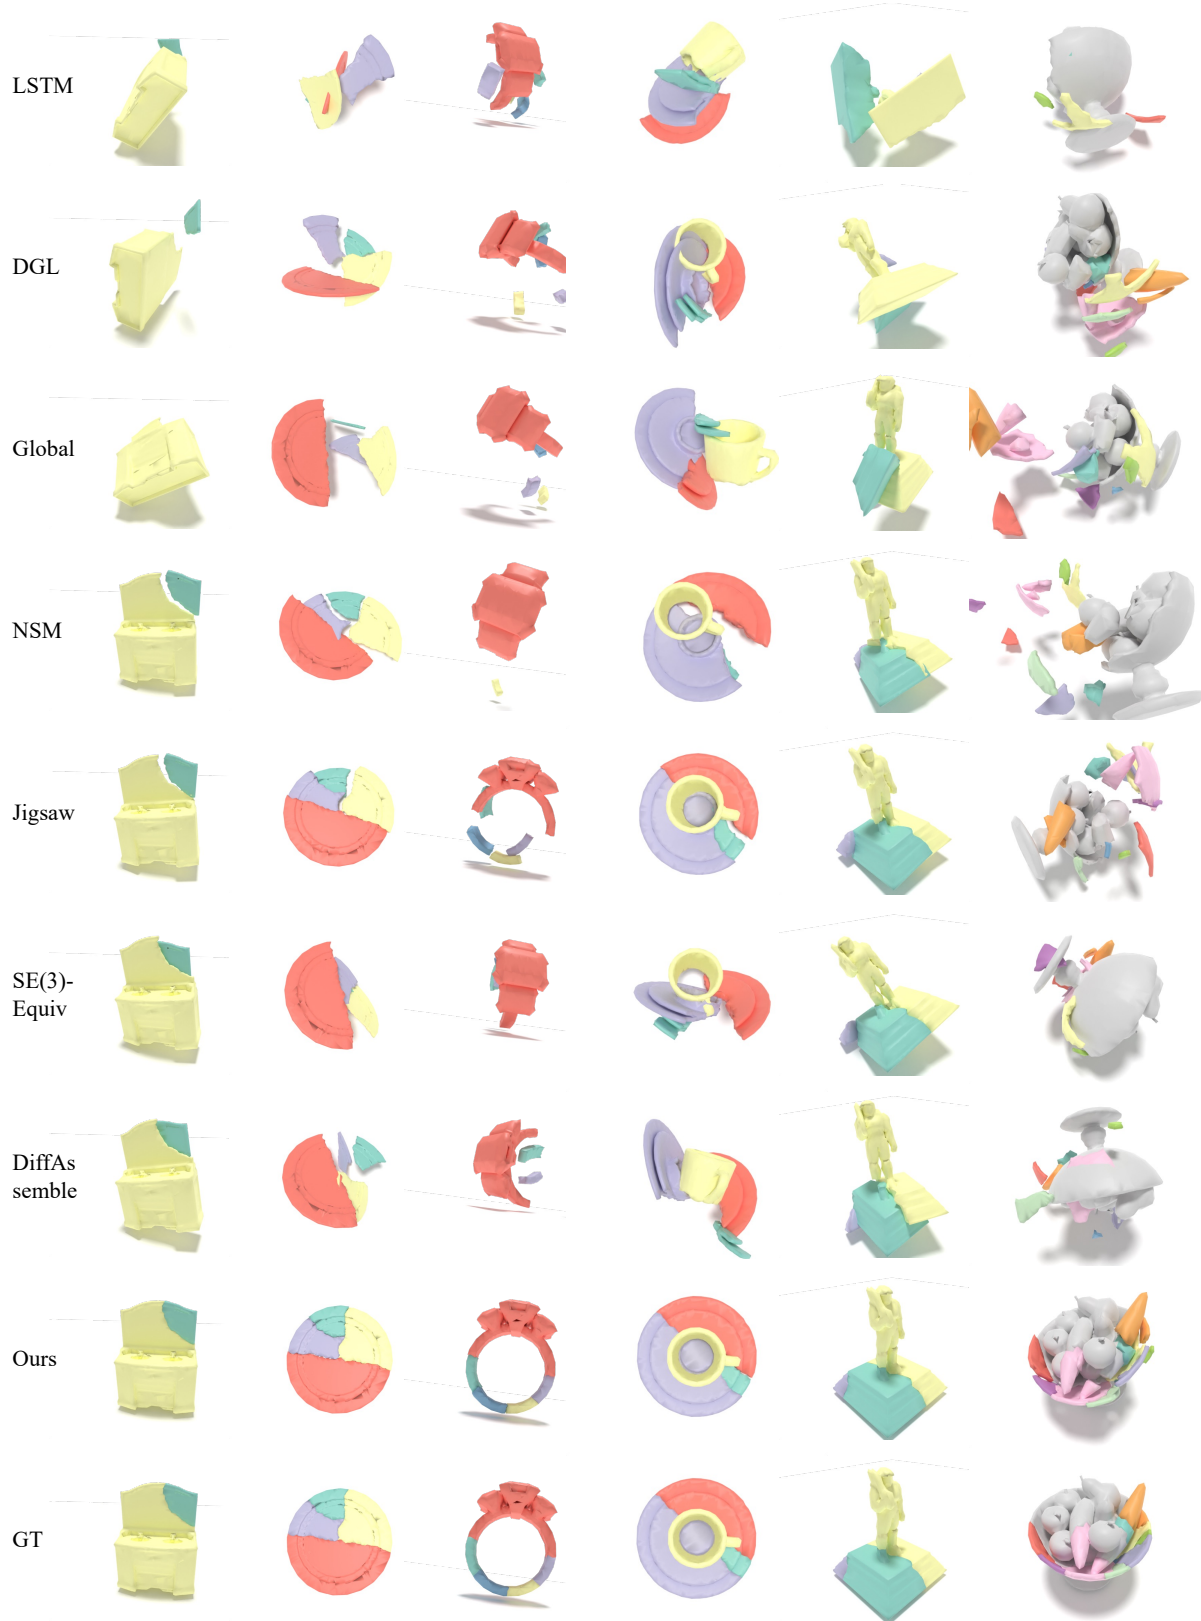 LSTM
DGL
Global
NSM
Jigsaw
SE(3)-
Equiv
DiffAs
semble
Ours
GT